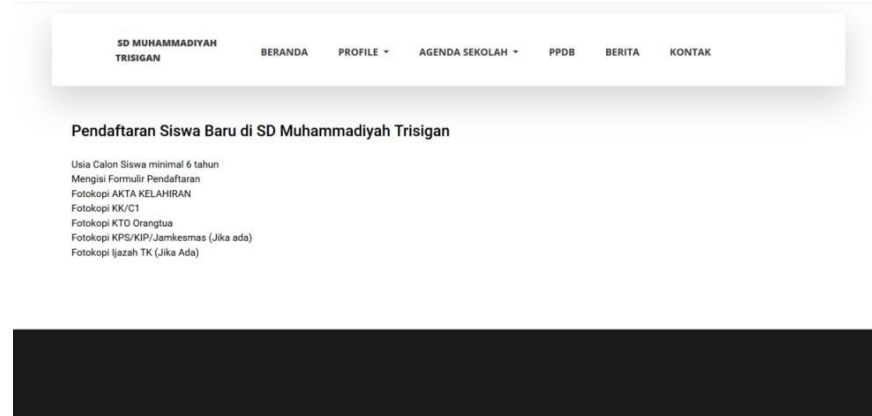 SD MUHAMMADIYAH
TRISIGAN
BERANDA PROFILE AGENDA SEKOLAH PPDB BERITA KONTAK
Pendaftaran Siswa Baru di SD Muhammadiyah Trisigan
Usia Calon Siswa minimal 6 tahun
Mengisi Formulir Pendaftaran
Fotokopi AKTA KELAHIRAN
Fotokopi KK/C1
Fotokopi KTO Orangtua
Fotokopi KPS/KIP/Jamkesmas (Jika ada)
Fotokopi Ijazah TK (Jika Ada)